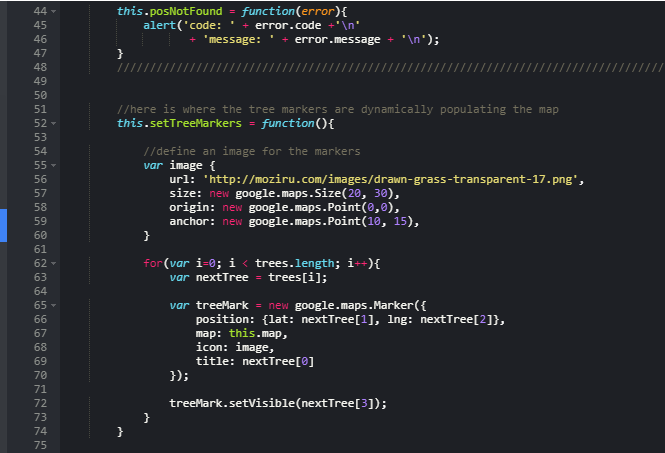 44 this.posNotFound = function(error){
45 alert('code: ' + error.code +'\n'
46 + 'message: ' + error.message + '\n');
47 }
48 ////////////////////////////////////////////////////////////////////////////////////
49
50
51 //here is where the tree markers are dynamically populating the map
52 this.setTreeMarkers = function(){
53
54 //define an image for the markers
55 var image {
56 url: 'http://moziru.com/images/drawn-grass-transparent-17.png',
57 size: new google.maps.Size(20, 30),
58 origin: new google.maps.Point(0,0),
59 anchor: new google.maps.Point(10, 15),
60 }
61
62 for(var i=0; i < trees.length; i++){
63 var nextTree = trees[i];
64
65 var treeMark = new google.maps.Marker({
66 position: {lat: nextTree[1], lng: nextTree[2]},
67 map: this.map,
68 icon: image,
69 title: nextTree[0]
70 });
71
72 treeMark.setVisible(nextTree[3]);
73 }
74 }
75